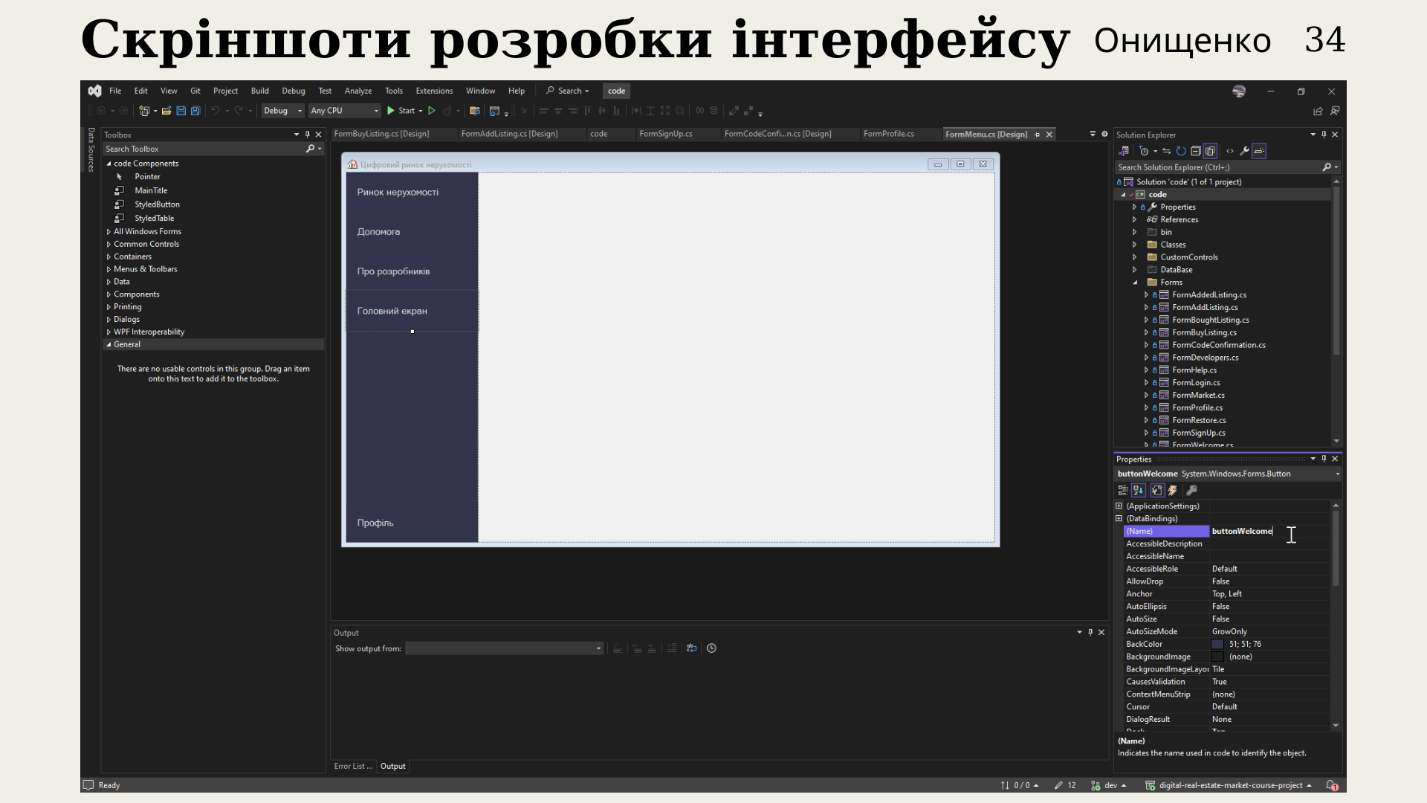 Скріншоти розробки інтерфейсу Онищенко 34
File Edit View Git Project Build Debug Test Analyze Tools Extensions Window Help Search code
Debug Any CPU Start
Data Sources
Toolbox
Search Toolbox
code Components
Pointer
MainTitle
StyledButton
StyledTable
All Windows Forms
Common Controls
Containers
Menus & Toolbars
Data
Components
Printing
Dialogs
WPF Interoperability
General
There are no usable controls in this group. Drag an item
onto this text to add it to the toolbox.
FormBuyListing.cs [Design] FormAddListing.cs [Design] code FormSignUp.cs FormCodeConfi...n.cs [Design] FormProfile.cs FormMenu.cs [Design]
Цифровий ринок нерухомості
Ринок нерухомості
Допомога
Про розробників
Головний екран
Профіль
Output
Show output from:
Error List ... Output
Solution Explorer
Search Solution Explorer (Ctrl+;)
Solution 'code' (1 of 1 project)
code
Properties
References
bin
Classes
CustomControls
DataBase
Forms
FormAddedListing.cs
FormAddListing.cs
FormBoughtListing.cs
FormBuyListing.cs
FormCodeConfirmation.cs
FormDevelopers.cs
FormHelp.cs
FormLogin.cs
FormMarket.cs
FormProfile.cs
FormRestore.cs
FormSignUp.cs
FormWelcome.cs
Properties
buttonWelcome System.Windows.Forms.Button
(ApplicationSettings)
(DataBindings)
(Name) buttonWelcome
AccessibleDescription
AccessibleName
AccessibleRole Default
AllowDrop False
Anchor Top, Left
AutoEllipsis False
AutoSize False
AutoSizeMode GrowOnly
BackColor 51; 51; 76
BackgroundImage (none)
BackgroundImageLayou Tile
CausesValidation True
ContextMenuStrip (none)
Cursor Default
DialogResult None
(Name)
Indicates the name used in code to identify the object.
Ready 0 / 0 12 dev digital-real-estate-market-course-project 1